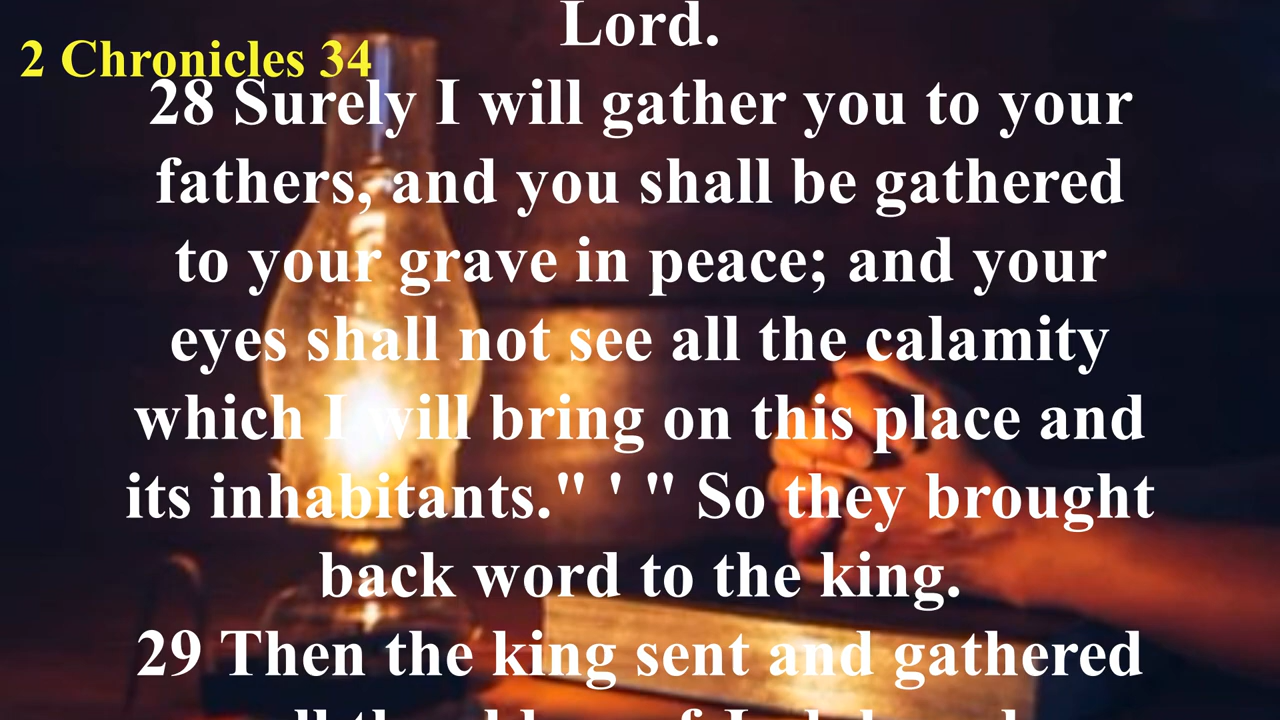 Lord.
2 Chronicles 34
28 Surely I will gather you to your
fathers, and you shall be gathered
to your grave in peace; and your
eyes shall not see all the calamity
which I will bring on this place and
its inhabitants." ' " So they brought
back word to the king.
29 Then the king sent and gathered